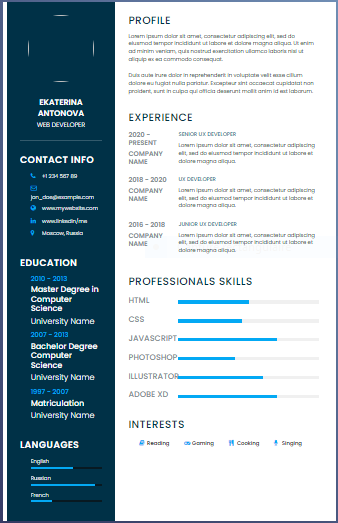 EKATERINA
ANTONOVA
WEB DEVELOPER
CONTACT INFO
+1 234 567 89
jan_doe@example.com
www.mywebsite.com
www.linkedin/me
Moscow, Russia
EDUCATION
2010 - 2013
Master Degree in
Computer
Science
University Name
2007 - 2013
Bachelor Degree
Computer
Science
University Name
1997 - 2007
Matriculation
University Name
LANGUAGES
English
Russian
French
PROFILE
Lorem ipsum dolor sit amet, consectetur adipisicing elit, sed do
eiusmod tempor incididunt ut labore et dolore magna aliqua. Ut enim
ad minim veniam, quis nostrud exercitation ullamco laboris nisi ut
aliquip ex ea commodo consequat.
Duis aute irure dolor in reprehenderit in voluptate velit esse cillum
dolore eu fugiat nulla pariatur. Excepteur sint occaecat cupidatat non
proident, sunt in culpa qui officia deserunt mollit anim id est laborum.
EXPERIENCE
2020 -
PRESENT
COMPANY
NAME
SENIOR UX DEVELOPER
Lorem ipsum dolor sit amet, consectetur adipisicing
elit, sed do eiusmod tempor incididunt ut labore et
dolore magna aliqua.
2018 - 2020
COMPANY
NAME
UX DEVELOPER
Lorem ipsum dolor sit amet, consectetur adipisicing
elit, sed do eiusmod tempor incididunt ut labore et
dolore magna aliqua.
2016 - 2018
COMPANY
NAME
JUNIOR UX DEVELOPER
Lorem ipsum dolor sit amet, consectetur adipisicing
elit, sed do eiusmod tempor incididunt ut labore et
dolore magna aliqua.
PROFESSIONALS SKILLS
HTML
CSS
JAVASCRIPT
PHOTOSHOP
ILLUSTRATOR
ADOBE XD
INTERESTS
Reading Gaming Cooking Singing